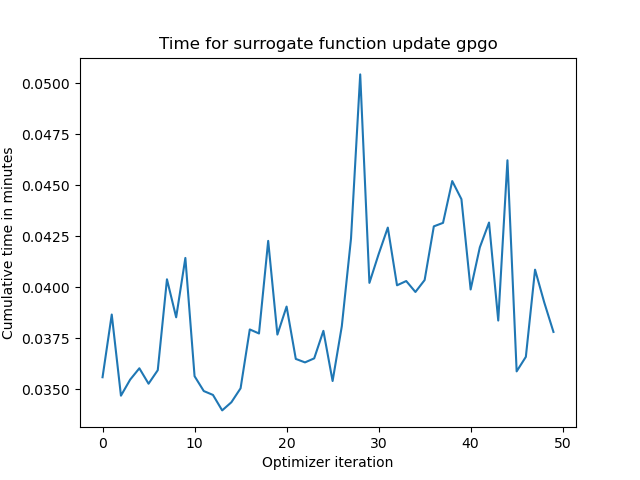 Time for surrogate function update gpgo
0.0500
0.0475
0.0450
0.0425
0.0400
0.0375
0.0350
Cumulative time in minutes
0 10 20 30 40 50
Optimizer iteration